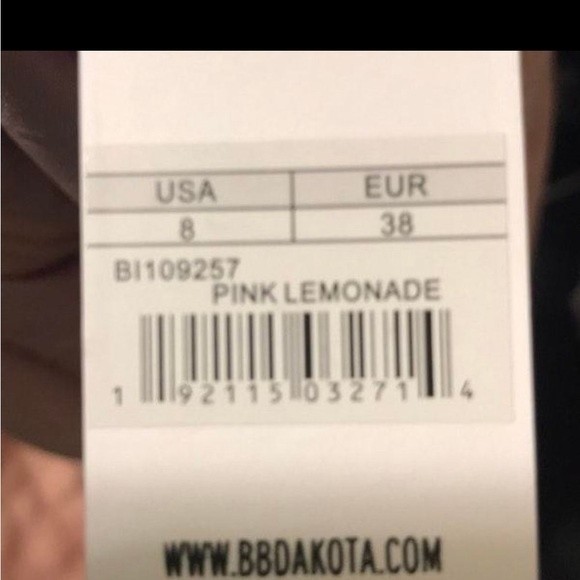 USA EUR
8 38
BI109257
PINK LEMONADE
1 92115 03271 4
WWW.BBDAKOTA.COM